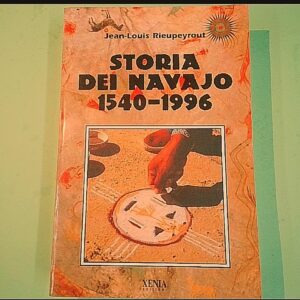 Jean-Louis Rieupeyrout
STORIA
DEI NAVAJO
1540-1996
XENIA